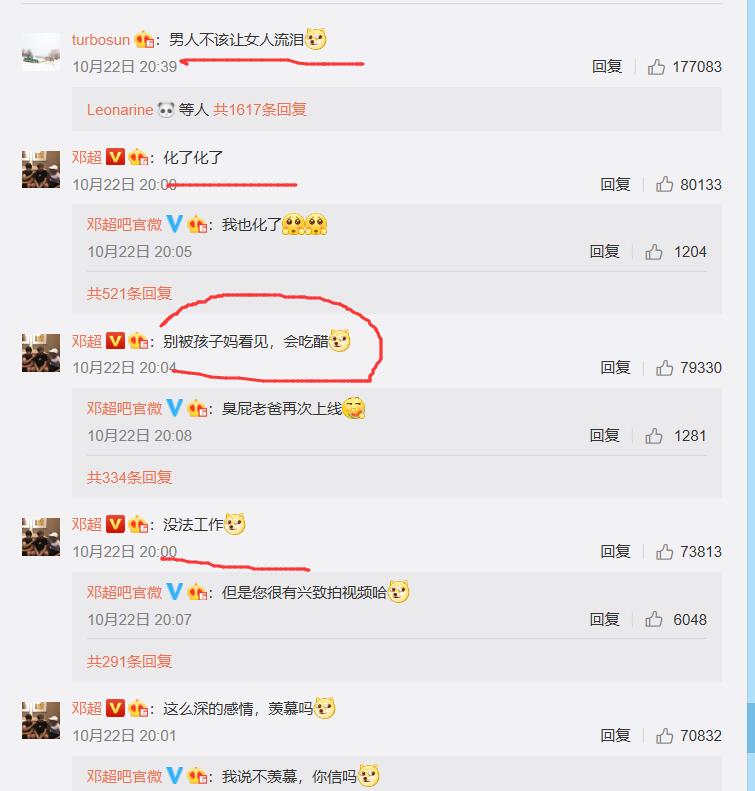 turbosun：男人不该让女人流泪
10月22日 20:39 回复 177083
Leonarine 等人 共1617条回复
邓超：化了化了
10月22日 20:00 回复 80133
邓超吧官微：我也化了
10月22日 20:05 回复 1204
共521条回复
邓超：别被孩子妈看见，会吃醋
10月22日 20:04 回复 79330
邓超吧官微：臭屁老爸再次上线
10月22日 20:08 回复 1281
共334条回复
邓超：没法工作
10月22日 20:00 回复 73813
邓超吧官微：但是您很有兴致拍视频哈
10月22日 20:07 回复 6048
共291条回复
邓超：这么深的感情，羡慕吗
10月22日 20:01 回复 70832
邓超吧官微：我说不羡慕，你信吗